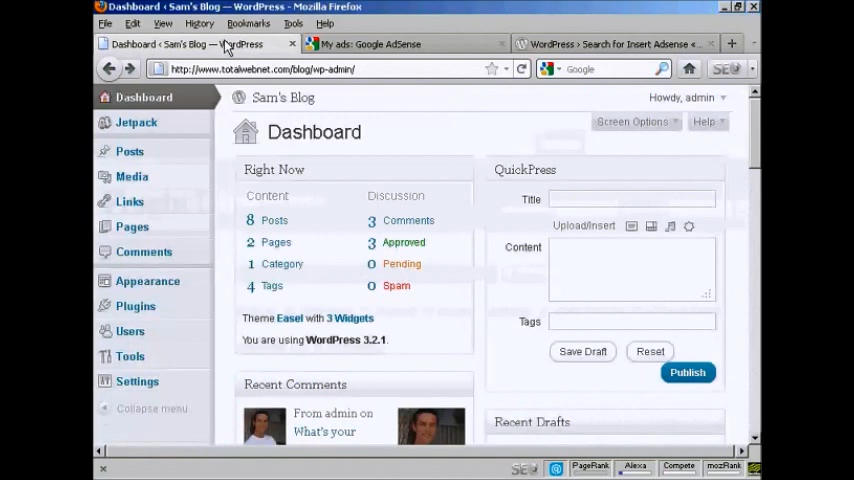 Dashboard ‹ Sam's Blog — WordPress - Mozilla Firefox
File Edit View History Bookmarks Tools Help
Dashboard ‹ Sam's Blog — WordPress
My ads: Google AdSense
WordPress › Search for Insert Adsense «...
http://www.totalwebnet.com/blog/wp-admin/
Google
Dashboard
Sam's Blog
Howdy, admin
Jetpack
Dashboard
Screen Options
Help
Posts
Media
Links
Pages
Comments
Appearance
Plugins
Users
Tools
Settings
Collapse menu
Right Now
Content Discussion
8 Posts 3 Comments
2 Pages 3 Approved
1 Category 0 Pending
4 Tags 0 Spam
Theme Easel with 3 Widgets
You are using WordPress 3.2.1.
Recent Comments
From admin on
What's your
QuickPress
Title
Upload/Insert
Content
Tags
Save Draft
Reset
Publish
Recent Drafts
PageRank
Alexa
Compete
mozRank